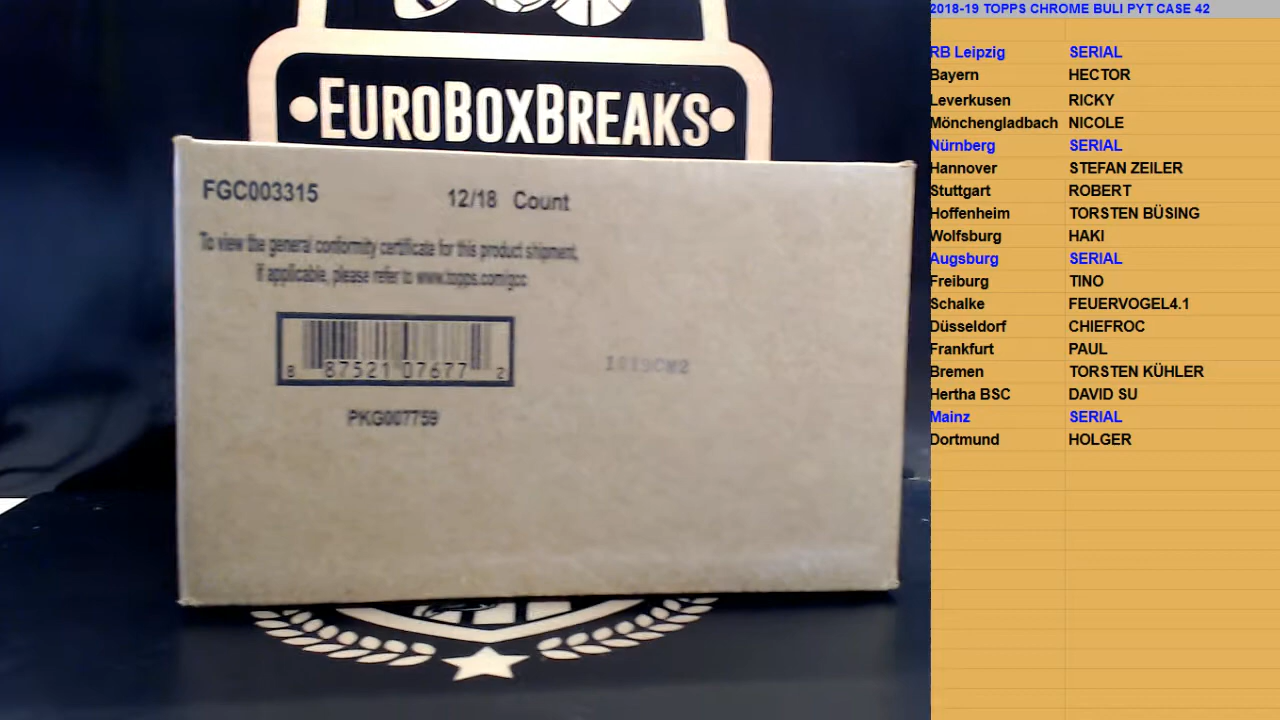 EUROBOXBREAKS
FGC003315 12/18 Count
To view the general conformity certificate for this product shipment,
if applicable, please refer to www.topps.com/gcc
8 87521 07677 2
PKG007759
2018-19 TOPPS CHROME BULI PYT CASE 42
RB Leipzig SERIAL
Bayern HECTOR
Leverkusen RICKY
Mönchengladbach NICOLE
Nürnberg SERIAL
Hannover STEFAN ZEILER
Stuttgart ROBERT
Hoffenheim TORSTEN BÜSING
Wolfsburg HAKI
Augsburg SERIAL
Freiburg TINO
Schalke FEUERVOGEL4.1
Düsseldorf CHIEFROC
Frankfurt PAUL
Bremen TORSTEN KÜHLER
Hertha BSC DAVID SU
Mainz SERIAL
Dortmund HOLGER